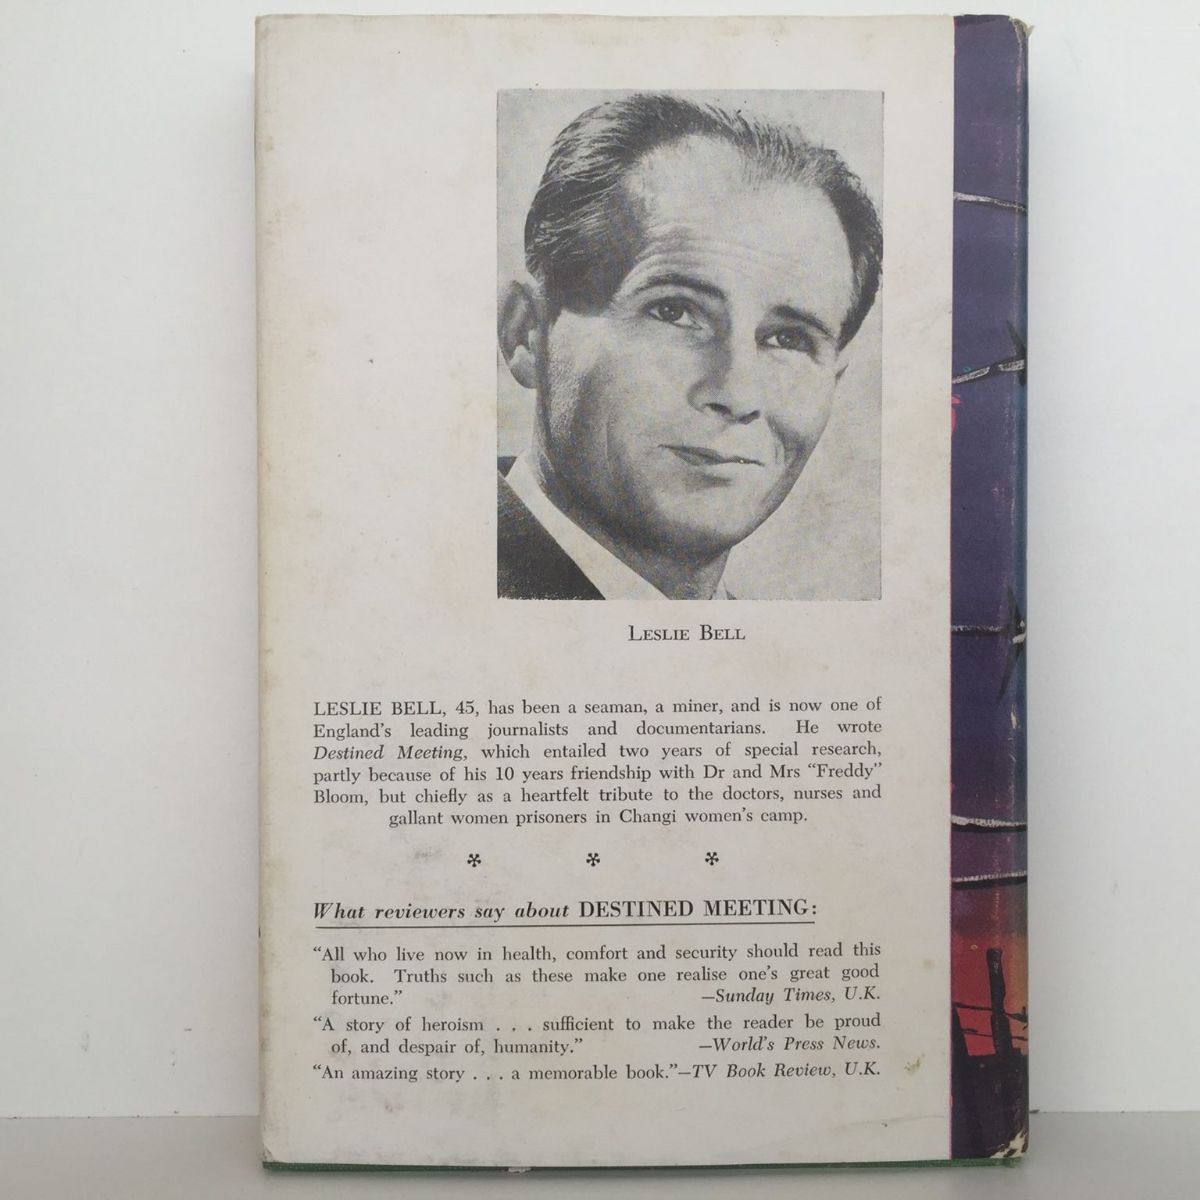 LESLIE BELL
LESLIE BELL, 45, has been a seaman, a miner, and is now one of
England's leading journalists and documentarians. He wrote
Destined Meeting, which entailed two years of special research,
partly because of his 10 years friendship with Dr and Mrs “Freddy”
Bloom, but chiefly as a heartfelt tribute to the doctors, nurses and
gallant women prisoners in Changi women's camp.
* * *
What reviewers say about DESTINED MEETING:
“All who live now in health, comfort and security should read this
book. Truths such as these make one realise one's great good
fortune.” —Sunday Times, U.K.
“A story of heroism . . . sufficient to make the reader be proud
of, and despair of, humanity.” —World's Press News.
“An amazing story . . . a memorable book.”—TV Book Review, U.K.